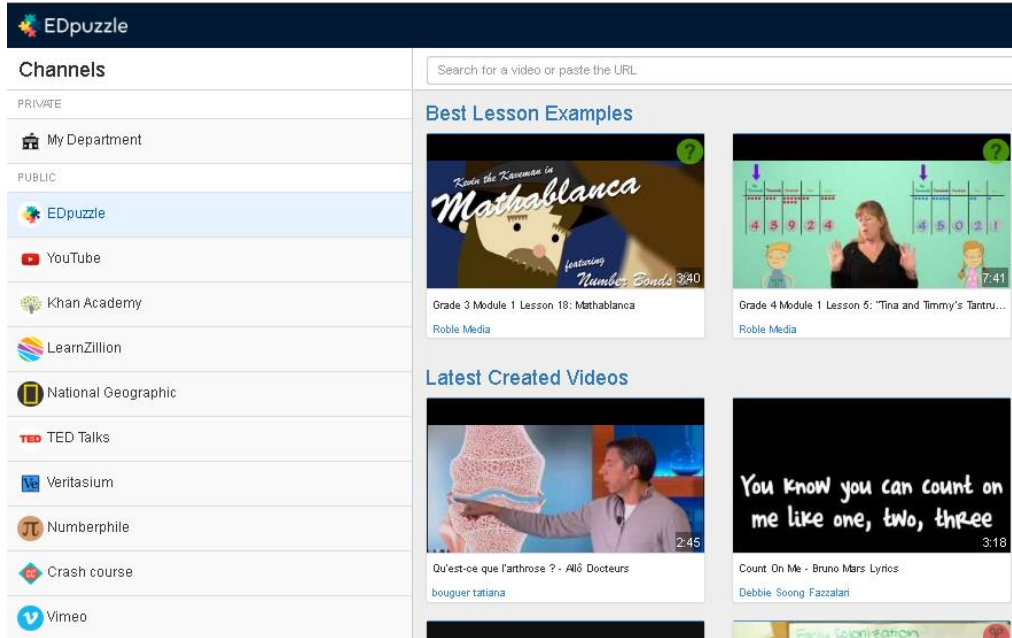 EDpuzzle
Channels
Search for a video or paste the URL
PRIVATE
My Department
PUBLIC
EDpuzzle
YouTube
Khan Academy
LearnZillion
National Geographic
TED TED Talks
Ve Veritasium
π Numberphile
CC Crash course
Vimeo
Best Lesson Examples
?
Kevin the Kaveman in
Mathablanca
featuring
Number Bonds
3:40
Grade 3 Module 1 Lesson 18: Mathablanca
Roble Media
?
4 3 9 2 4
4 5 0 2 1
7:41
Grade 4 Module 1 Lesson 5: "Tina and Timmy's Tantru...
Roble Media
Latest Created Videos
2:45
Qu'est-ce que l'arthrose ? - Allô Docteurs
bouguer tatiana
You know you can count on
me like one, two, three
3:18
Count On Me - Bruno Mars Lyrics
Debbie Soong Fazzalari
Early Colonization